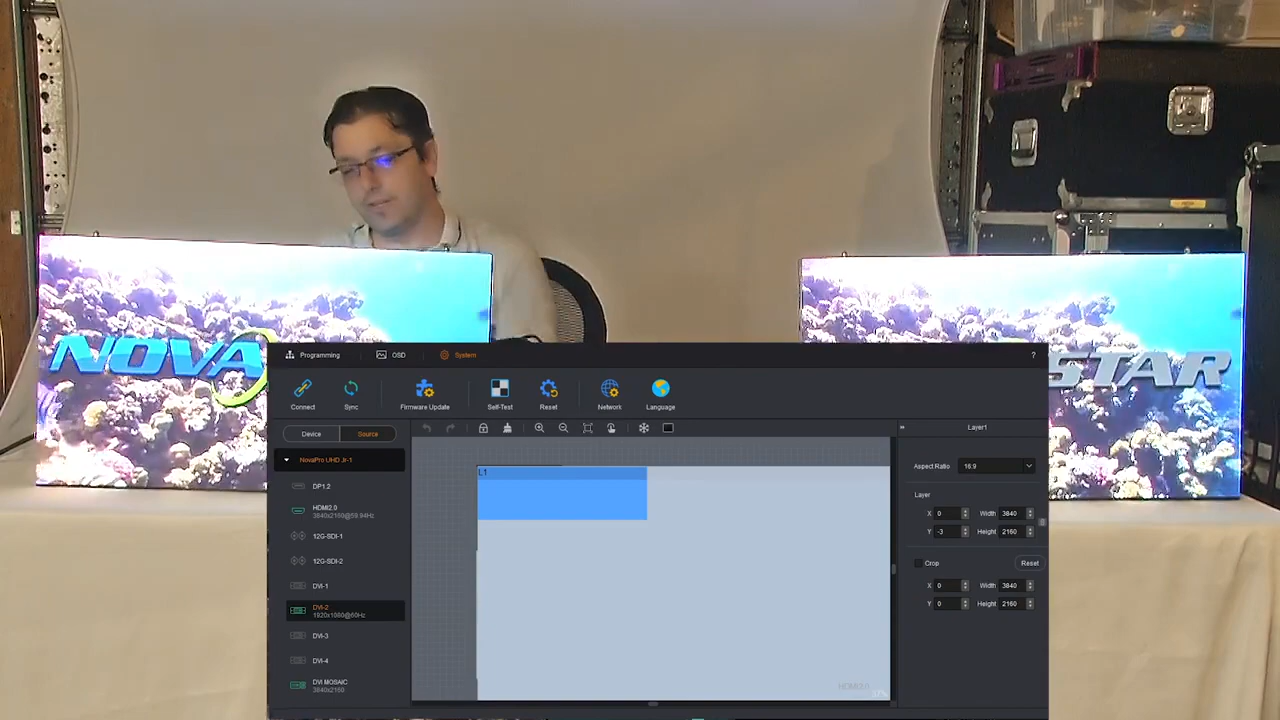 NOVA
STAR
Programming
OSD
System
?
Connect
Sync
Firmware Update
Self-Test
Reset
Network
Language
Device
Source
Layer1
NovaPro UHD Jr-1
DP1.2
HDMI2.0
3840x2160@59.94Hz
12G-SDI-1
12G-SDI-2
DVI-1
DVI-2
1920x1080@60Hz
DVI-3
DVI-4
DVI MOSAIC
3840x2160
L1
HDMI2.0
37%
Aspect Ratio 16:9
Layer
X 0 Width 3840
Y -3 Height 2160
Crop Reset
X 0 Width 3840
Y 0 Height 2160